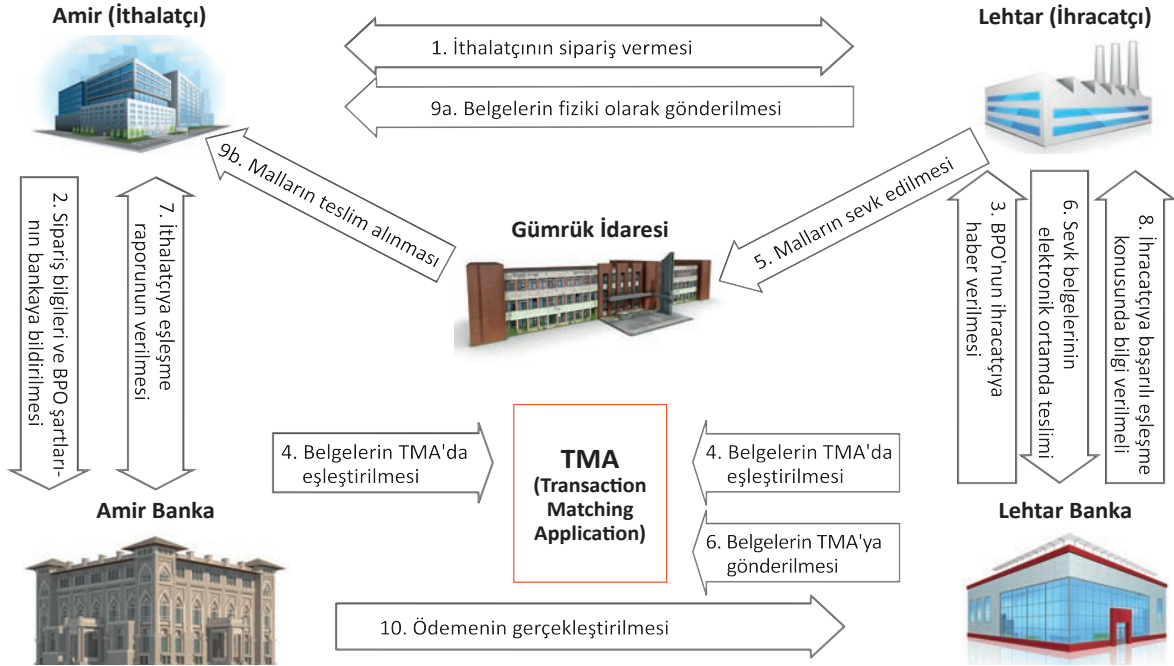 Amir (İthalatçı)
Lehtar (İhracatçı)
1. İthalatçının sipariş vermesi
9a. Belgelerin fiziki olarak gönderilmesi
9b. Malların teslim alınması
5. Malların sevk edilmesi
Gümrük İdaresi
2. Sipariş bilgileri ve BPO şartları-
nın bankaya bildirilmesi
7. İthalatçıya eşleşme
raporunun verilmesi
3. BPO'nun ihracatçıya
haber verilmesi
6. Sevk belgelerinin
elektronik ortamda teslimi
8. İhracatçıya başarılı eşleşme
konusunda bilgi verilmeli
4. Belgelerin TMA'da
eşleştirilmesi
TMA
(Transaction
Matching
Application)
4. Belgelerin TMA'da
eşleştirilmesi
6. Belgelerin TMA'ya
gönderilmesi
Amir Banka
Lehtar Banka
10. Ödemenin gerçekleştirilmesi